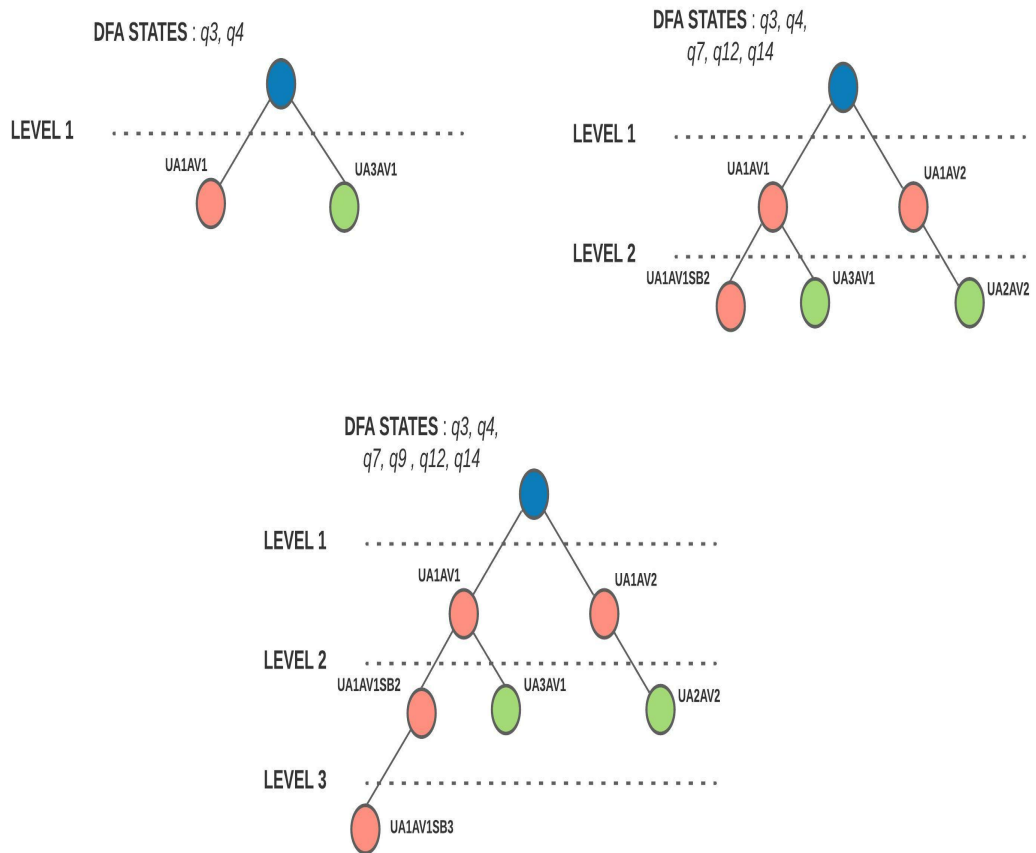 DFA STATES : q3, q4
LEVEL 1
UA1AV1
UA3AV1
DFA STATES : q3, q4,
q7, q12, q14
LEVEL 1
UA1AV1
UA1AV2
LEVEL 2
UA1AV1SB2
UA3AV1
UA2AV2
DFA STATES : q3, q4,
q7, q9 , q12, q14
LEVEL 1
UA1AV1
UA1AV2
LEVEL 2
UA1AV1SB2
UA3AV1
UA2AV2
LEVEL 3
UA1AV1SB3